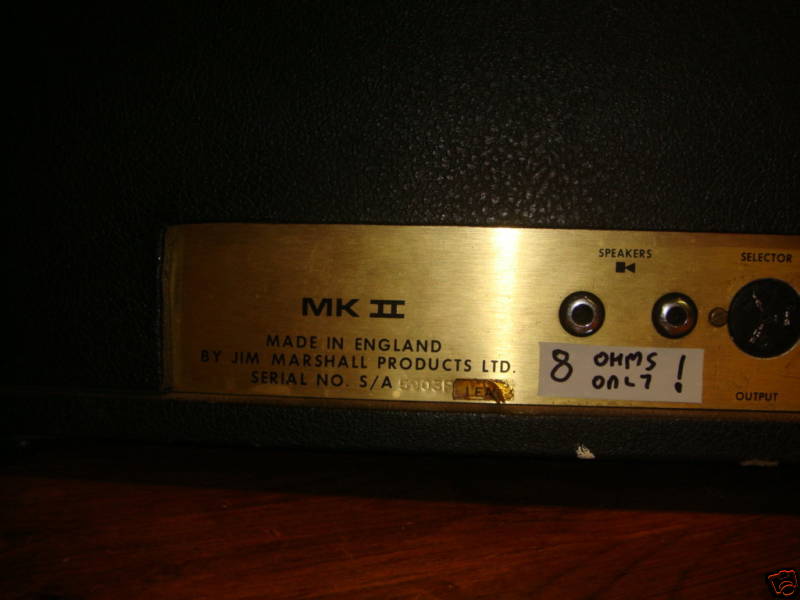 SPEAKERS
SELECTOR
MK II
MADE IN ENGLAND
BY JIM MARSHALL PRODUCTS LTD.
SERIAL NO. S/A
8 OHMS
ONLY !
OUTPUT